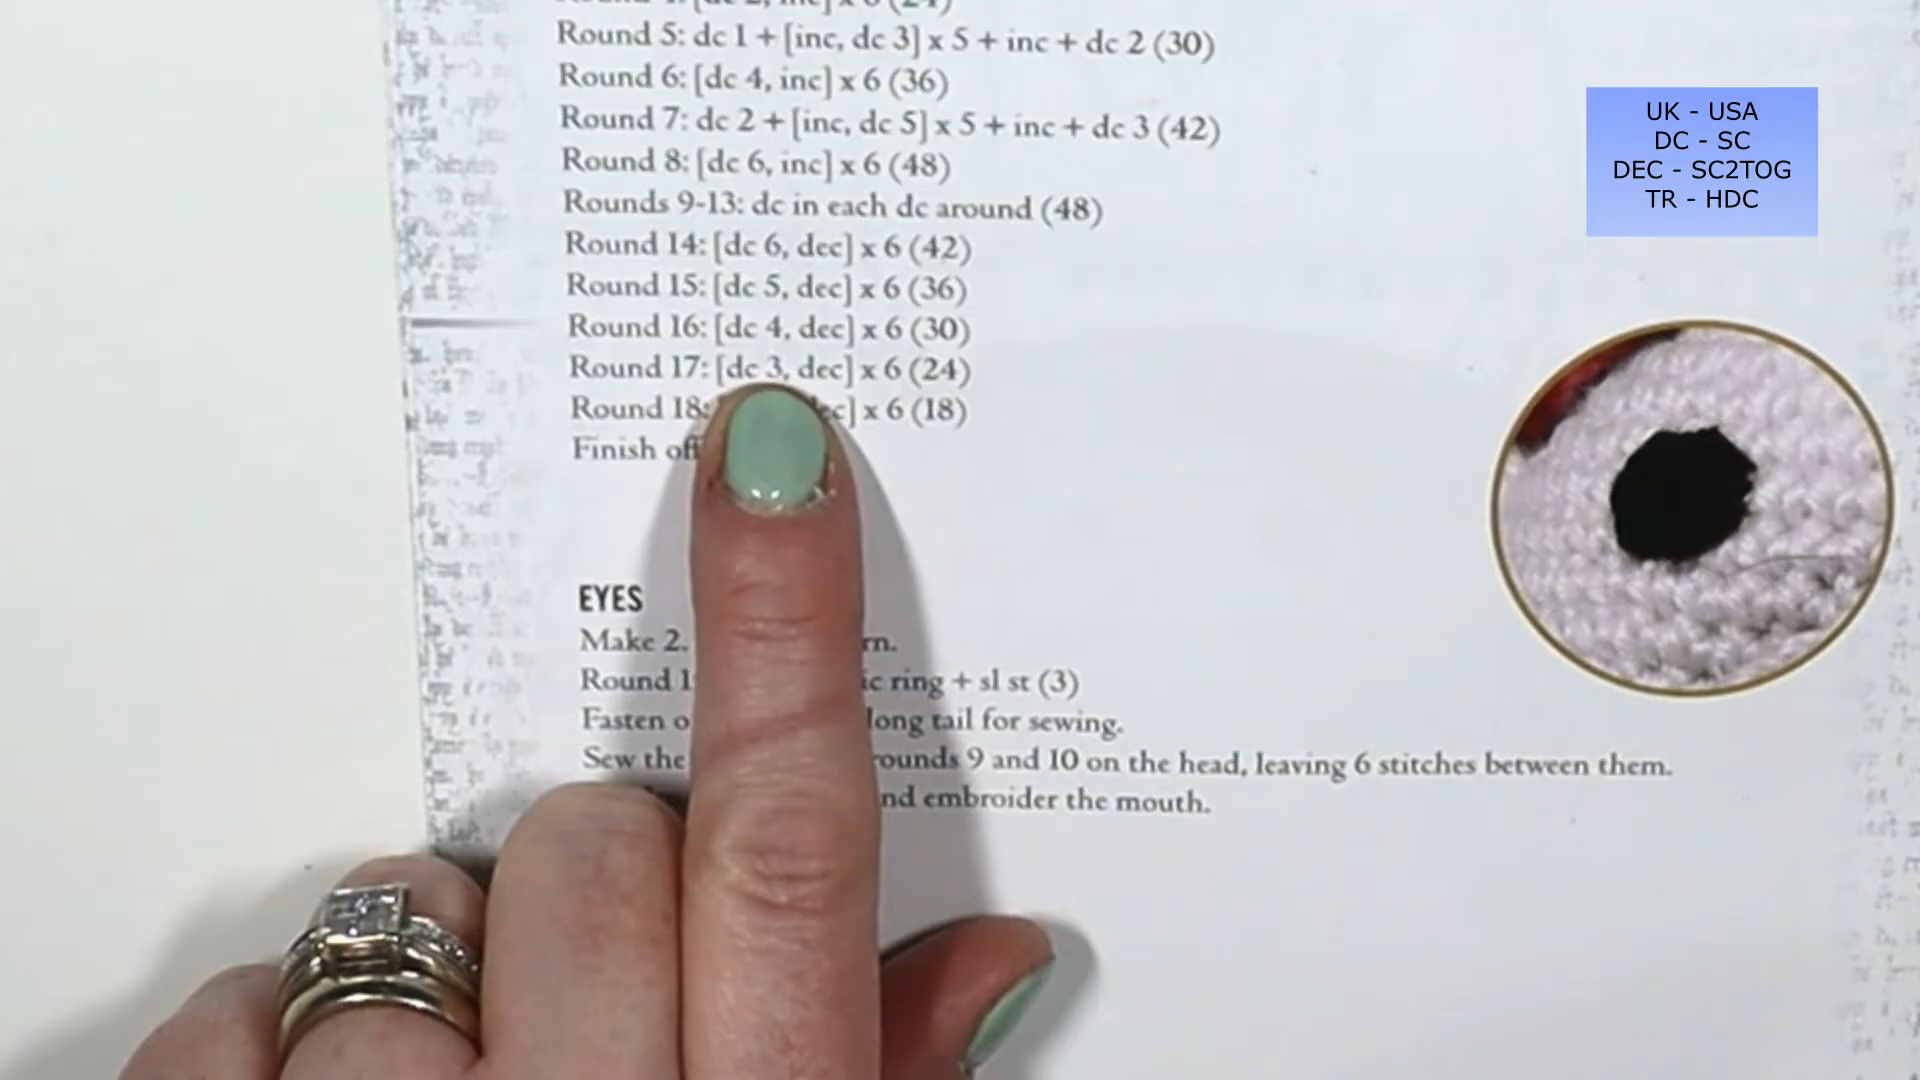 Round 5: dc 1 + [inc, dc 3] x 5 + inc + dc 2 (30)
Round 6: [dc 4, inc] x 6 (36)
Round 7: dc 2 + [inc, dc 5] x 5 + inc + dc 3 (42)
Round 8: [dc 6, inc] x 6 (48)
Rounds 9-13: dc in each dc around (48)
Round 14: [dc 6, dec] x 6 (42)
Round 15: [dc 5, dec] x 6 (36)
Round 16: [dc 4, dec] x 6 (30)
Round 17: [dc 3, dec] x 6 (24)
Round 18: x 6 (18)
Finish off
EYES
Make 2.
Round 1 ring + sl st (3)
Fasten long tail for sewing.
Sew the 9 and 10 on the head, leaving 6 stitches between them.
embroider the mouth.
UK - USA
DC - SC
DEC - SC2TOG
TR - HDC